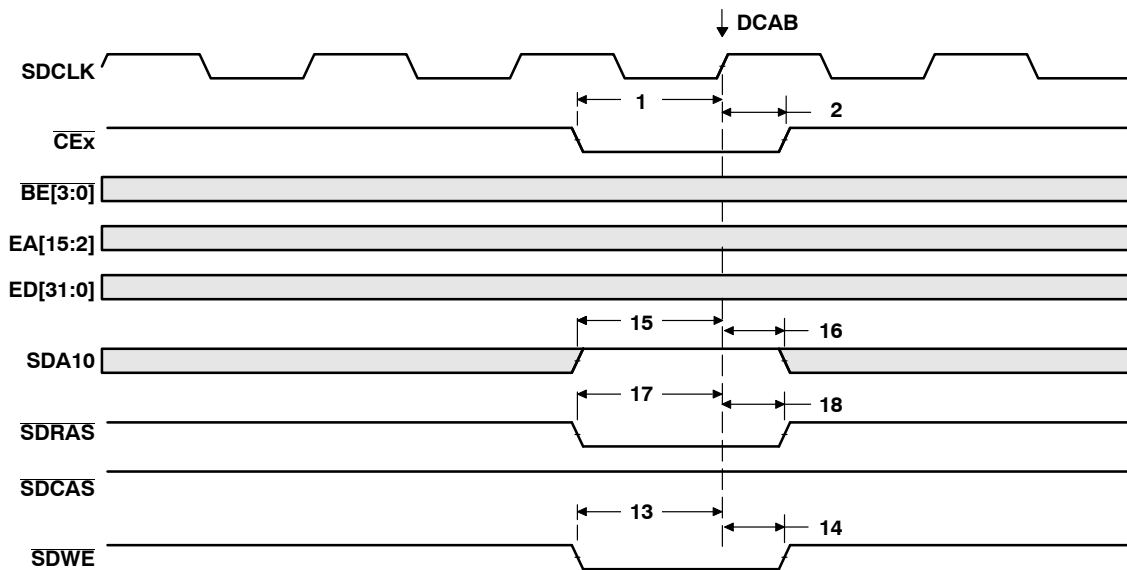 DCAB
SDCLK
1
2
CEx
BE[3:0]
EA[15:2]
ED[31:0]
15
16
SDA10
17
18
SDRAS
SDCAS
13
14
SDWE